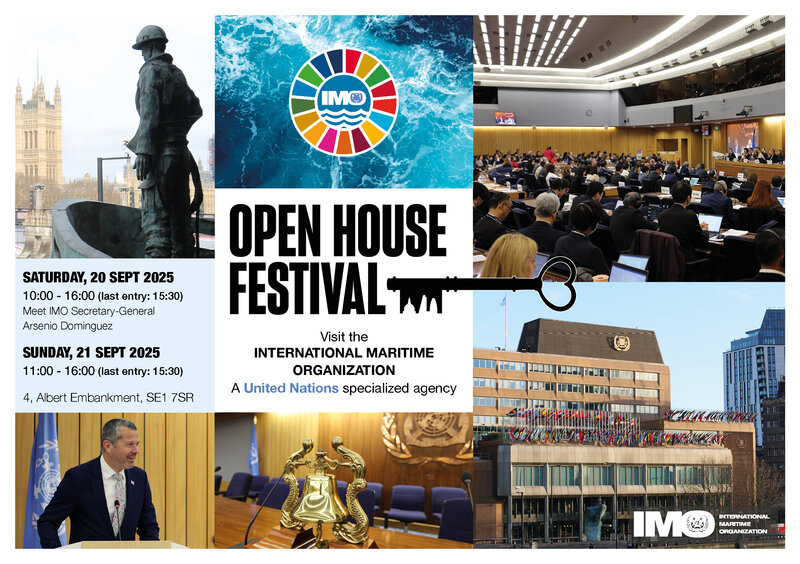 IMO
OPEN HOUSE
FESTIVAL
Visit the
INTERNATIONAL MARITIME
ORGANIZATION
A United Nations specialized agency
SATURDAY, 20 SEPT 2025
10:00 - 16:00 (last entry: 15:30)
Meet IMO Secretary-General
Arsenio Dominguez
SUNDAY, 21 SEPT 2025
11:00 - 16:00 (last entry: 15:30)
4, Albert Embankment, SE1 7SR
IMO
INTERNATIONAL
MARITIME
ORGANIZATION